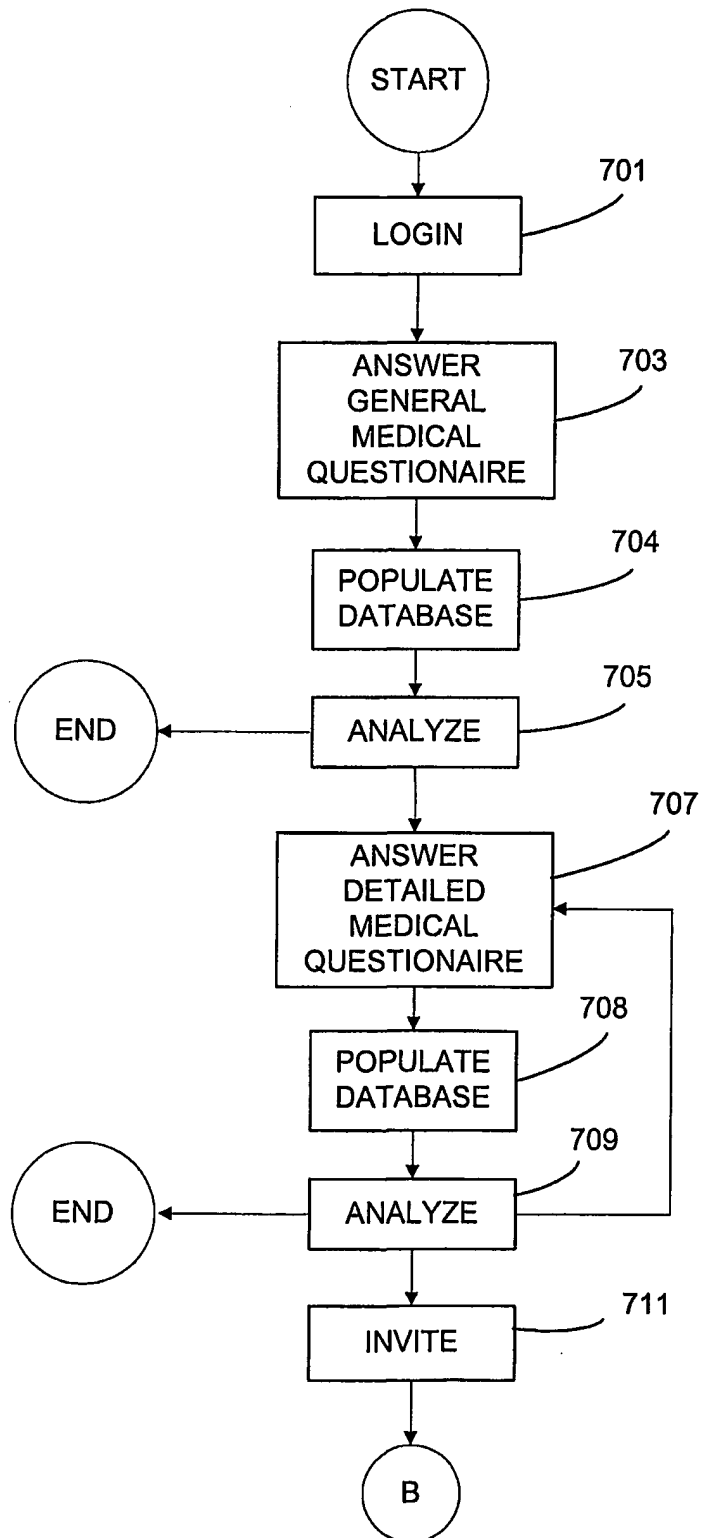 START
701
LOGIN
703
ANSWER
GENERAL
MEDICAL
QUESTIONAIRE
704
POPULATE
DATABASE
705
END
ANALYZE
707
ANSWER
DETAILED
MEDICAL
QUESTIONAIRE
708
POPULATE
DATABASE
709
END
ANALYZE
711
INVITE
B